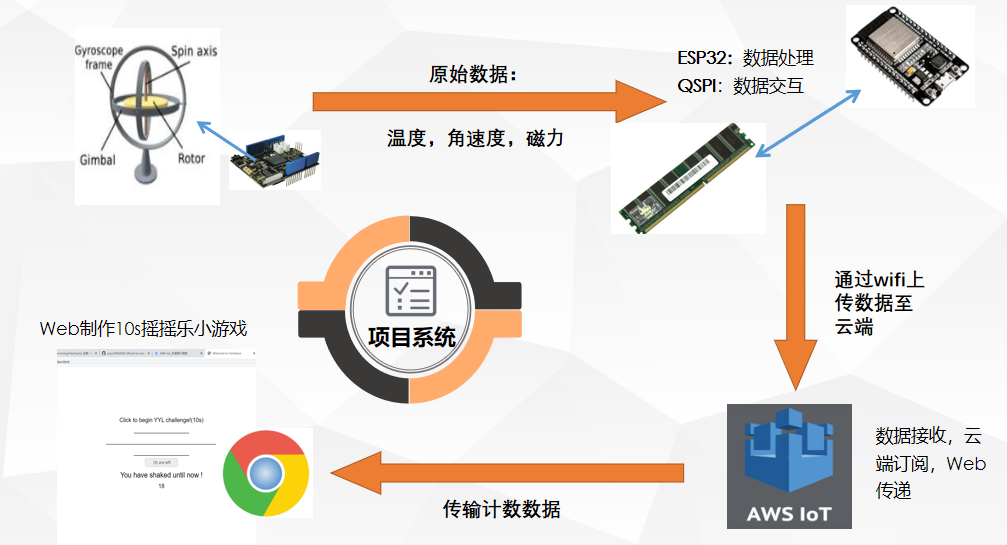 Gyroscope
frame
Spin axis
Gimbal
Rotor
原始数据：
温度，角速度，磁力
ESP32：数据处理
QSPI：数据交互
通过wifi上
传数据至
云端
项目系统
Web制作10s摇摇乐小游戏
Click to begin YYL challenge!(10s)
You have shaked until now !
18
传输计数数据
AWS IoT
数据接收，云
端订阅，Web
传递